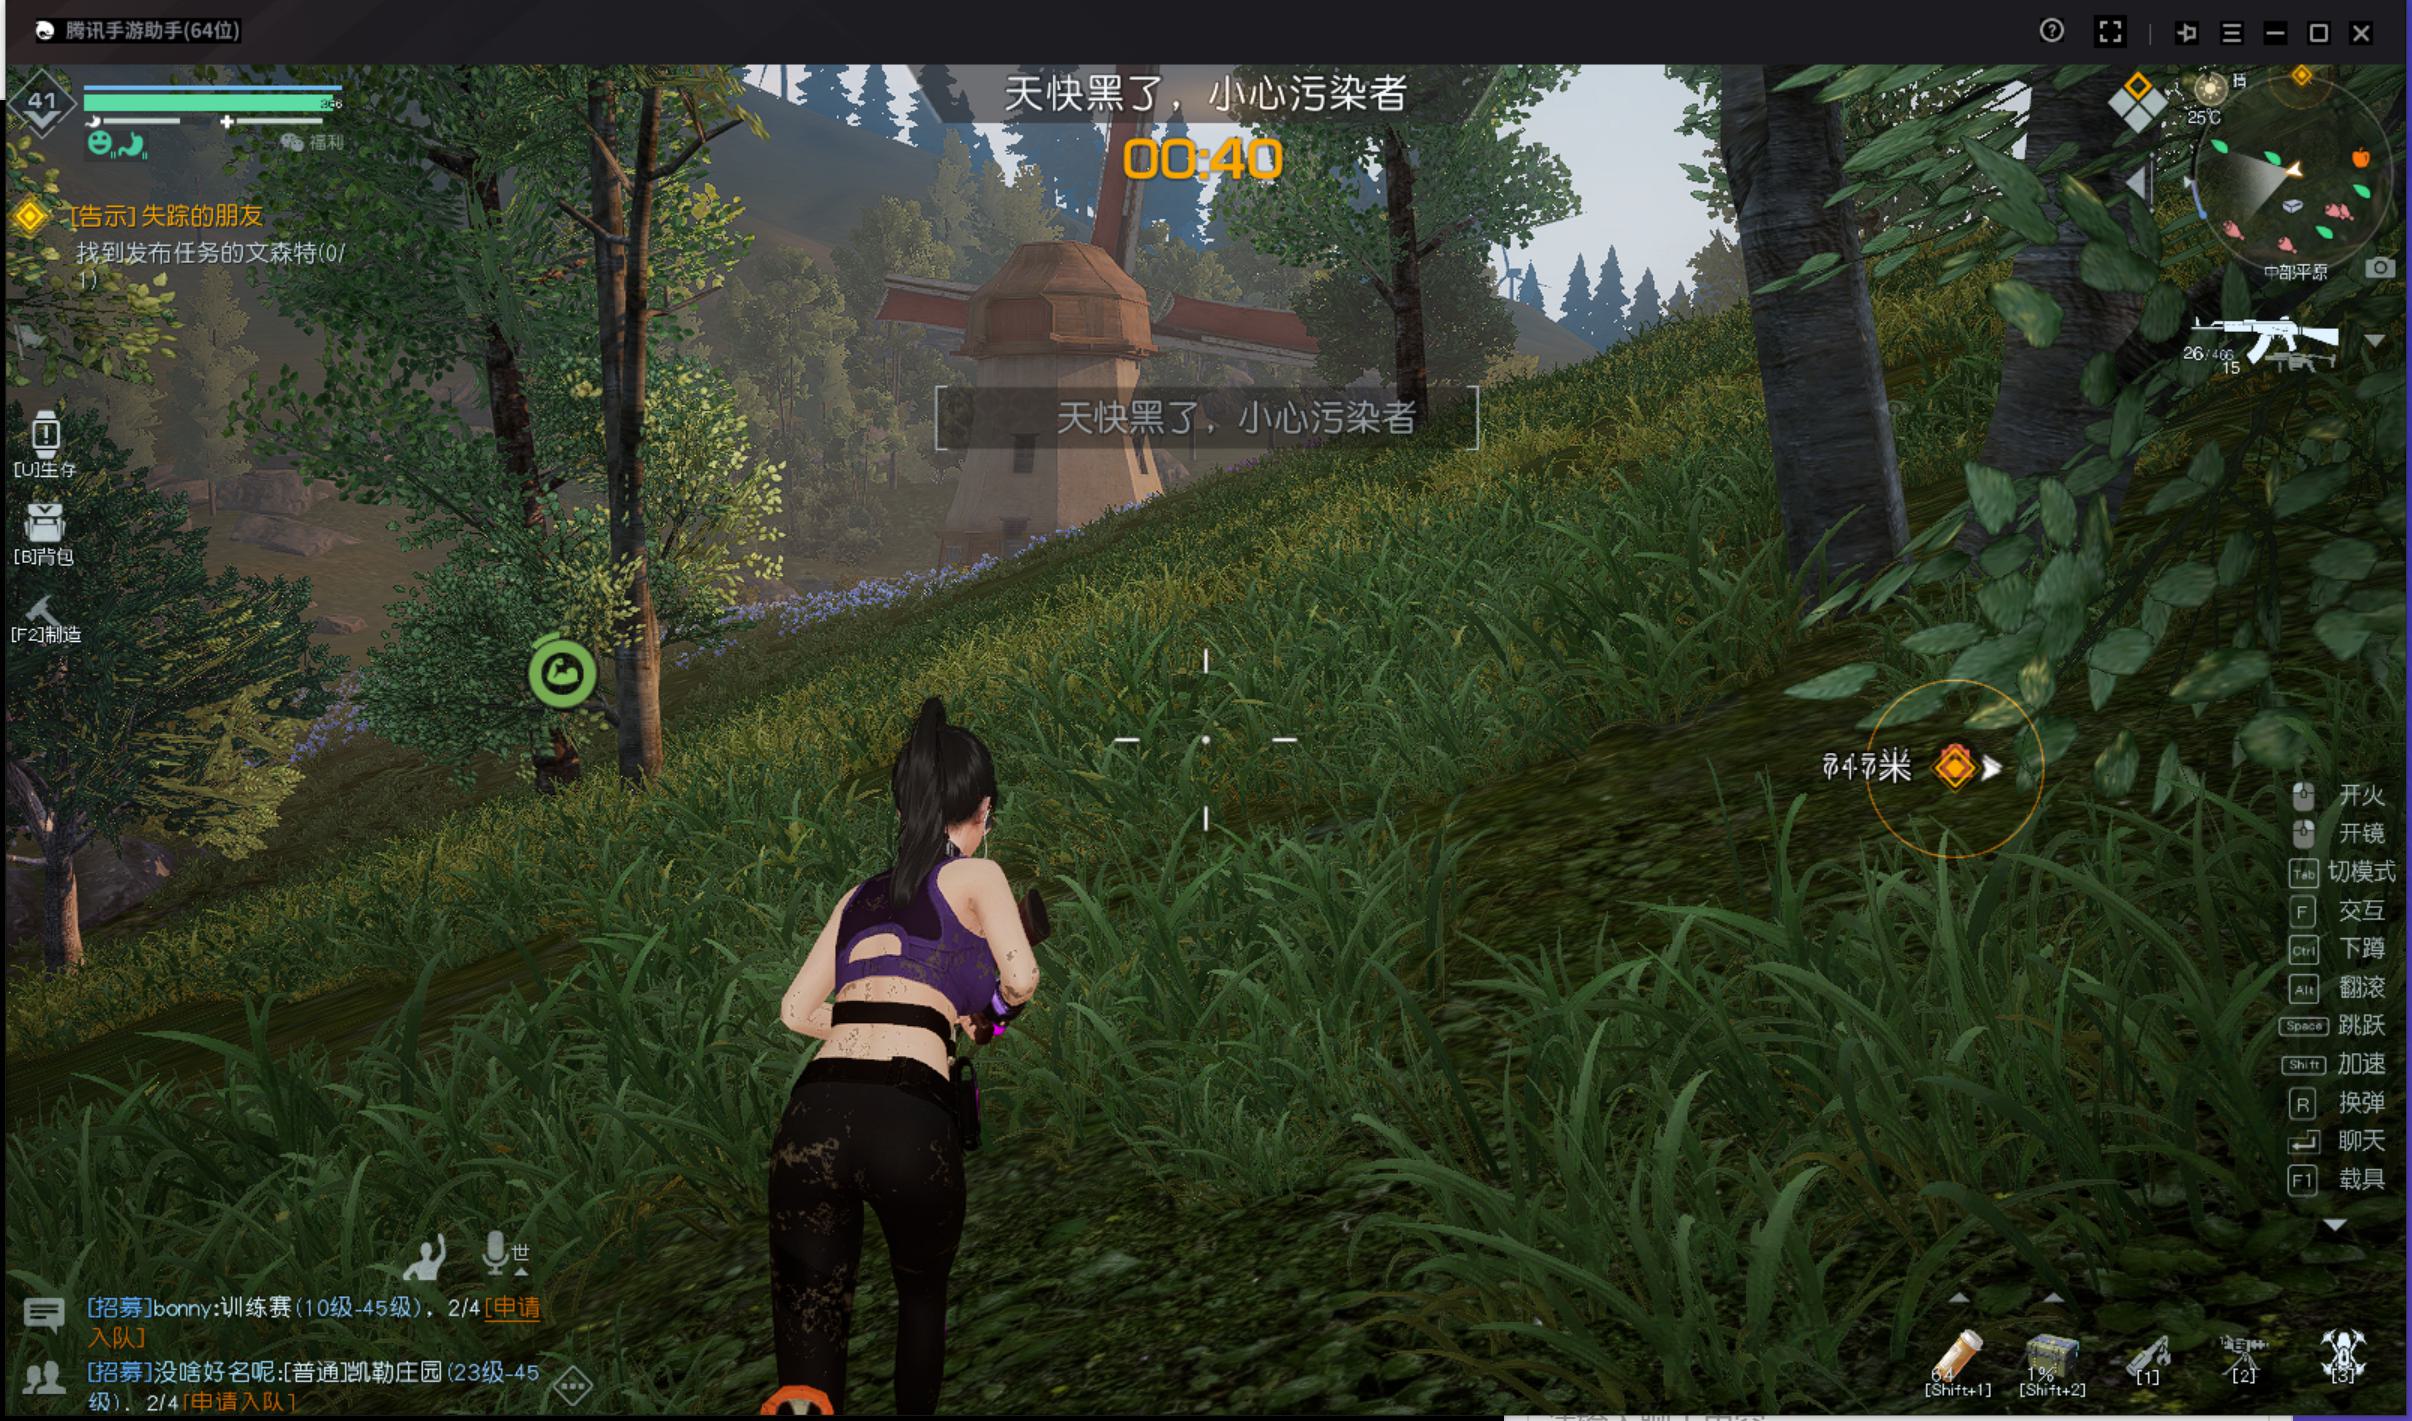 腾讯手游助手(64位)
41
366
福利
天快黑了，小心污染者
00:40
晴
25℃
[告示]失踪的朋友
找到发布任务的文森特(0/
1)
中部平原
26/466
15
天快黑了，小心污染者
[U]生存
[B]背包
[F2]制造
米
开火
开镜
Tab 切模式
F 交互
Ctrl 下蹲
Alt 翻滚
Space 跳跃
Shift 加速
R 换弹
聊天
F1 载具
世
[招募]bonny:训练赛(10级-45级)，2/4[申请
入队]
[招募]没啥好名呢:[普通]凯勒庄园(23级-45
级)，2/4[申请入队]
64
[Shift+1]
1%
[Shift+2]
[1]
[2]
[3]